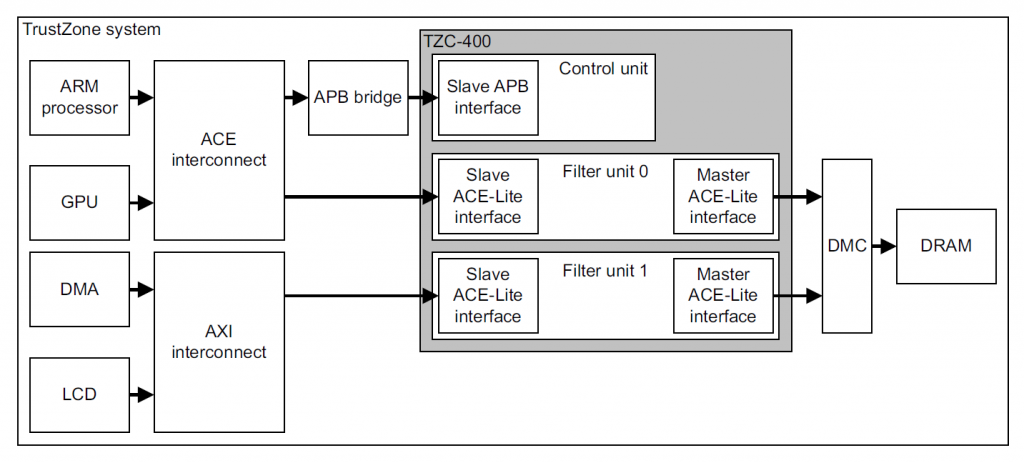 TrustZone system
TZC-400
ARM
processor
GPU
DMA
LCD
ACE
interconnect
AXI
interconnect
APB bridge
Slave APB
interface
Control unit
Slave
ACE-Lite
interface
Filter unit 0
Master
ACE-Lite
interface
Slave
ACE-Lite
interface
Filter unit 1
Master
ACE-Lite
interface
DMC
DRAM